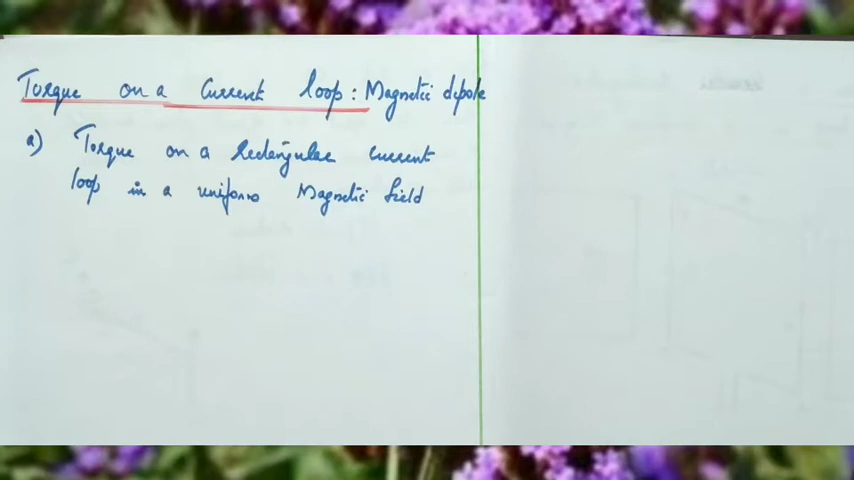 Torque on a Current loop: Magnetic dipole
a) Torque on a rectangular current
loop in a uniform Magnetic field